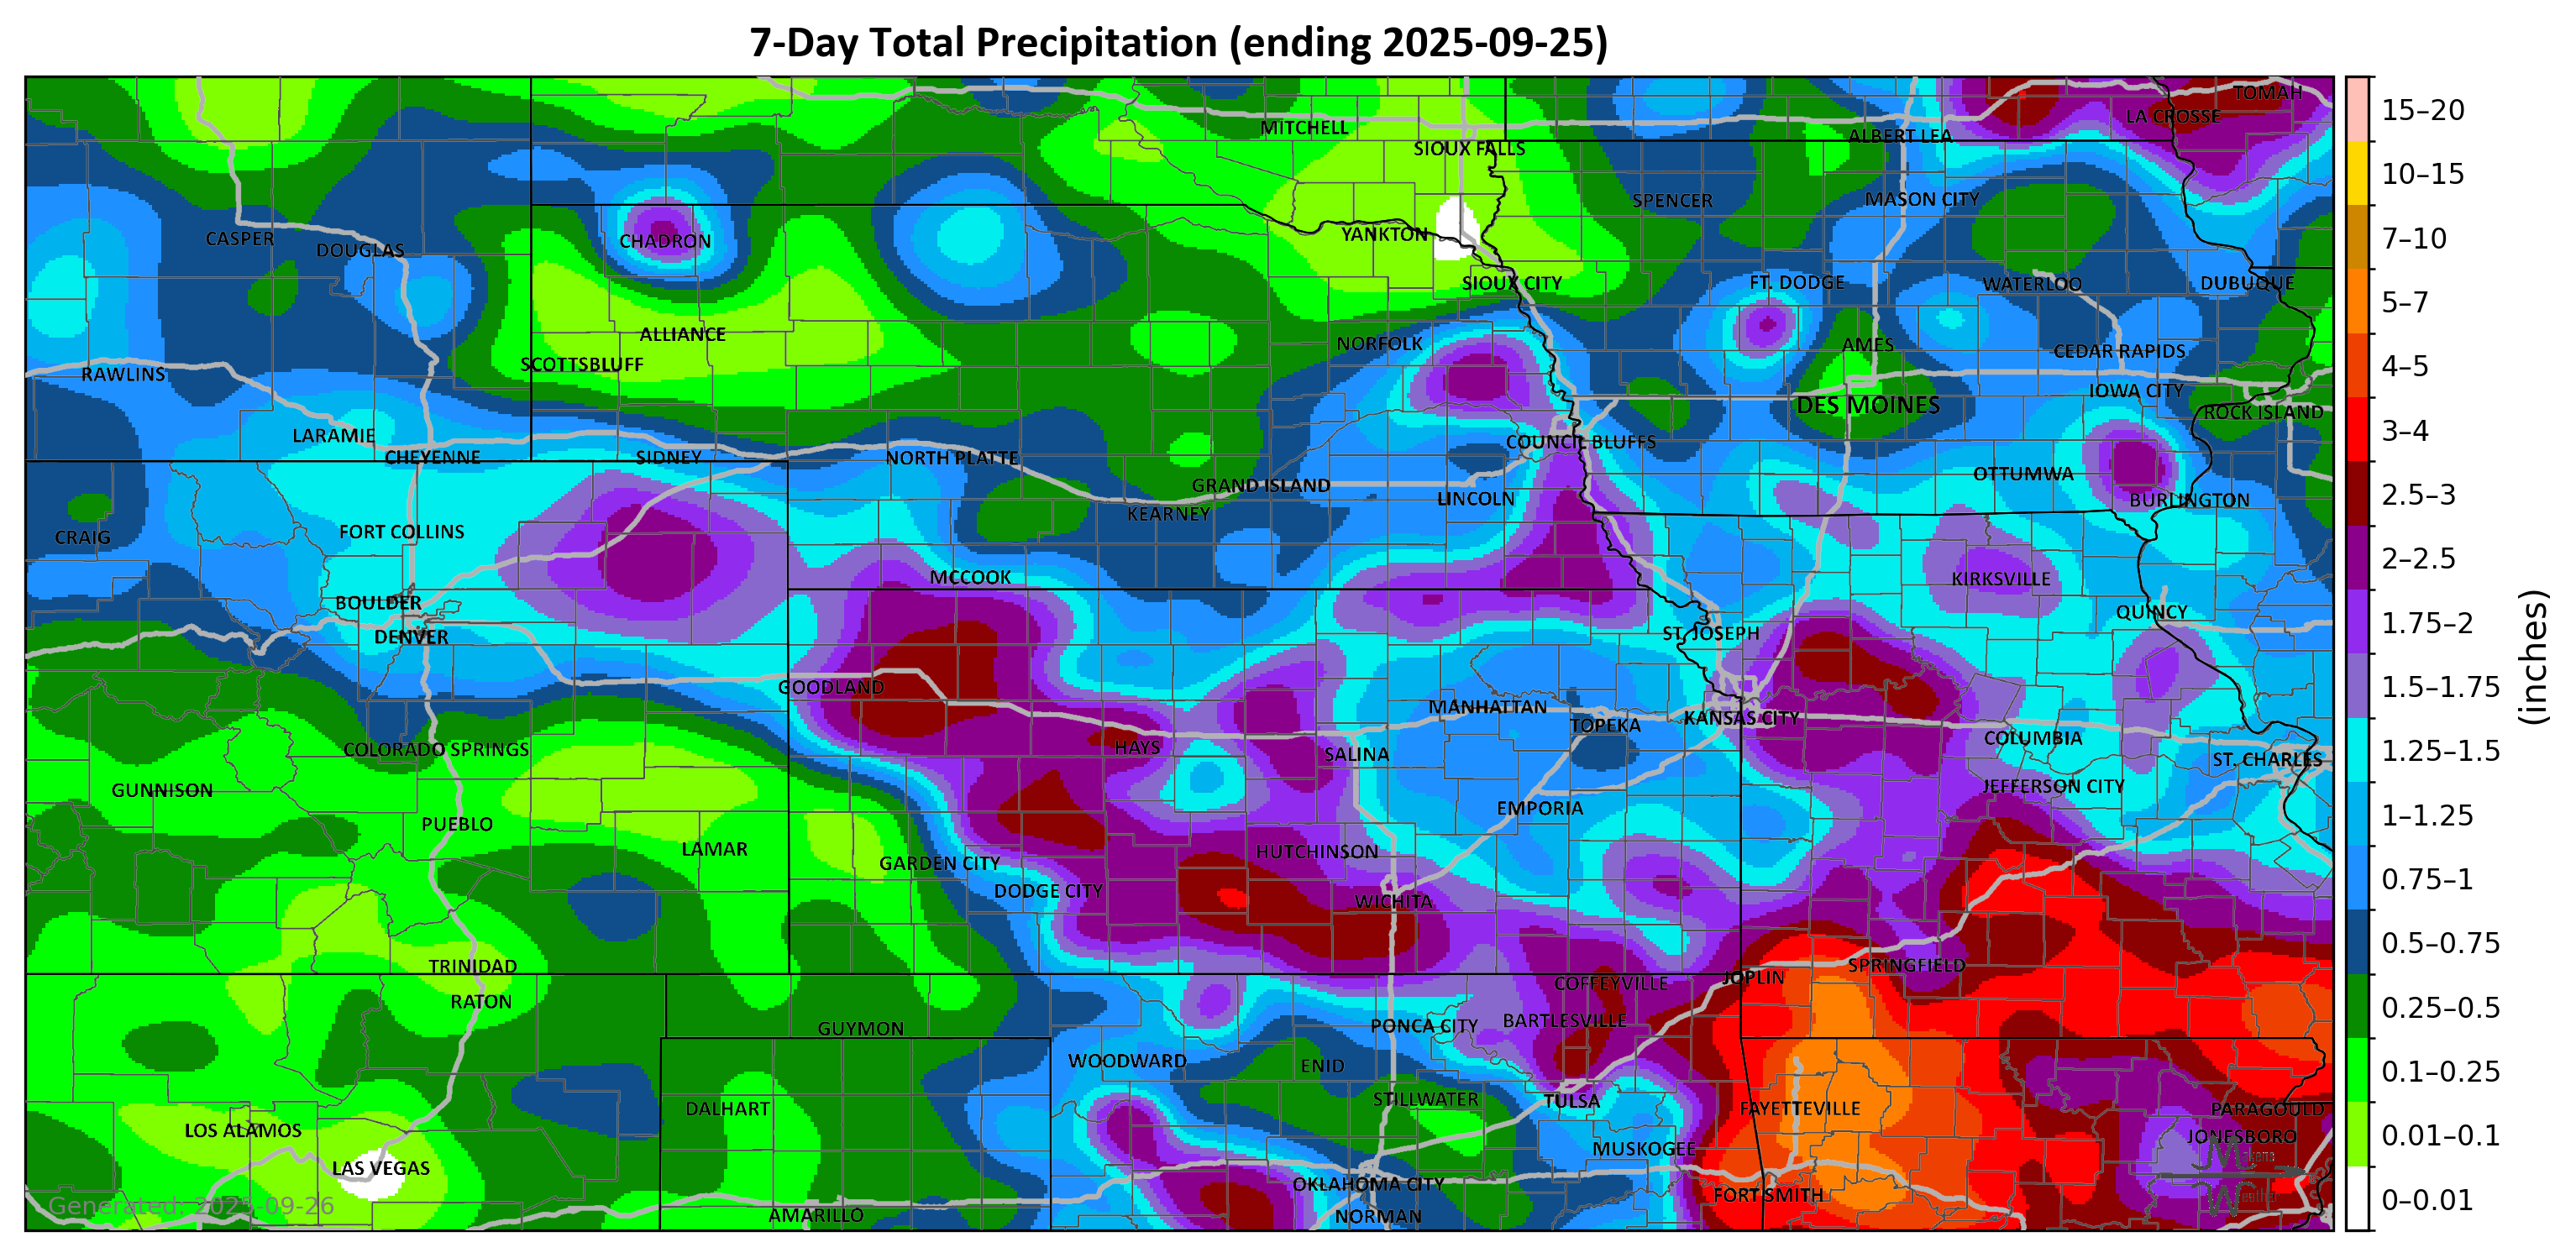 7-Day Total Precipitation (ending 2025-09-25)
TOMAH
LA CROSSE
MITCHELL
ALBERT LEA
SIOUX FALLS
SPENCER
MASON CITY
CASPER
DOUGLAS
CHADRON
YANKTON
SIOUX CITY
FT. DODGE
WATERLOO
DUBUQUE
ALLIANCE
NORFOLK
AMES
CEDAR RAPIDS
SCOTTSBLUFF
RAWLINS
IOWA CITY
DES MOINES
ROCK ISLAND
LARAMIE
COUNCIL BLUFFS
CHEYENNE
SIDNEY
NORTH PLATTE
OTTUMWA
GRAND ISLAND
LINCOLN
BURLINGTON
KEARNEY
FORT COLLINS
CRAIG
MCCOOK
KIRKSVILLE
BOULDER
QUINCY
DENVER
ST. JOSEPH
GOODLAND
MANHATTAN
TOPEKA
KANSAS CITY
COLUMBIA
COLORADO SPRINGS
HAYS
SALINA
ST. CHARLES
GUNNISON
JEFFERSON CITY
EMPORIA
PUEBLO
LAMAR
HUTCHINSON
GARDEN CITY
DODGE CITY
WICHITA
TRINIDAD
SPRINGFIELD
JOPLIN
COFFEYVILLE
RATON
BARTLESVILLE
PONCA CITY
GUYMON
WOODWARD
ENID
STILLWATER
TULSA
DALHART
FAYETTEVILLE
PARAGOULD
LOS ALAMOS
JONESBORO
MUSKOGEE
LAS VEGAS
OKLAHOMA CITY
FORT SMITH
AMARILLO
NORMAN
Generated: 2025-09-26
15–20
10–15
7–10
5–7
4–5
3–4
2.5–3
2–2.5
1.75–2
1.5–1.75
1.25–1.5
1–1.25
0.75–1
0.5–0.75
0.25–0.5
0.1–0.25
0.01–0.1
0–0.01
(inches)